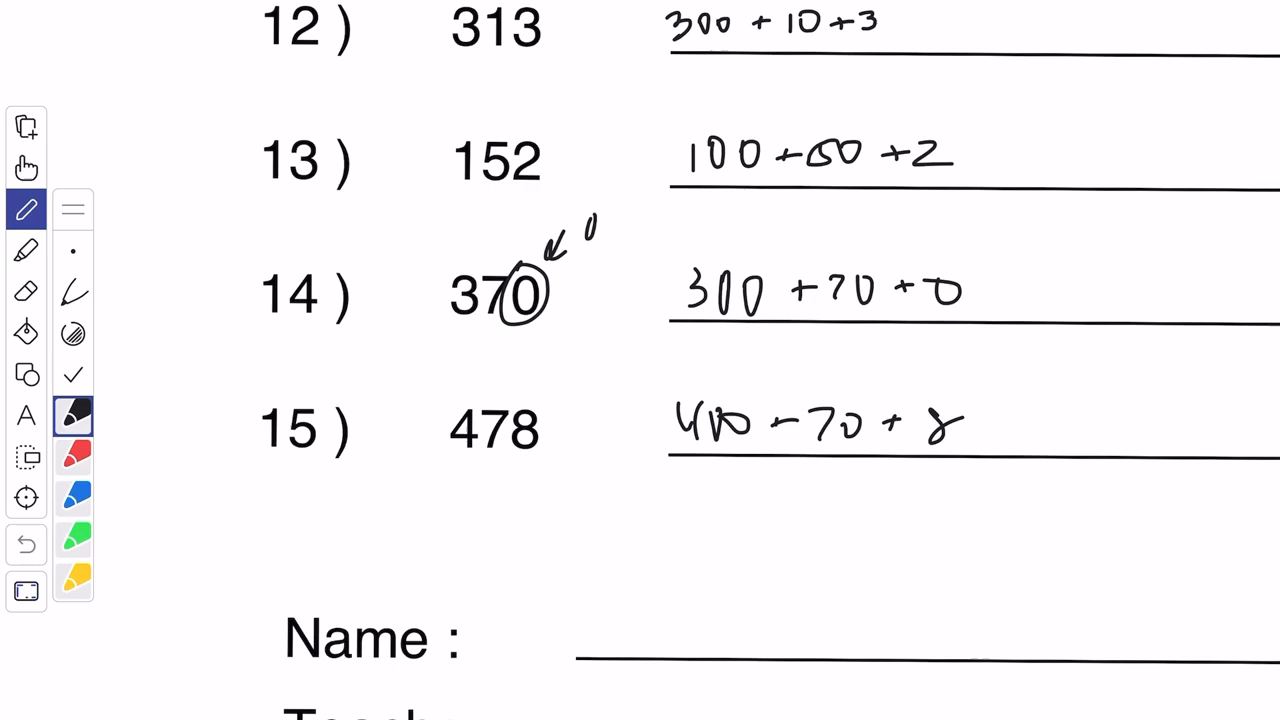 12 ) 313 300 + 10 + 3
13 ) 152 100 + 50 + 2
0
14 ) 370 300 + 70 + 0
15 ) 478 400 + 70 + 8
Name :